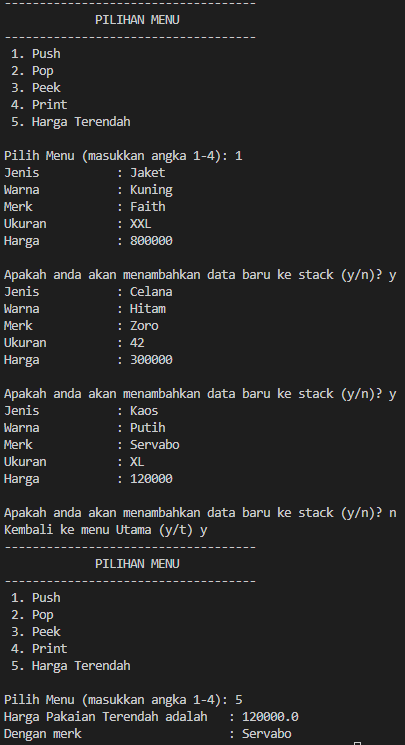 ------------------------------------
PILIHAN MENU
------------------------------------
1. Push
2. Pop
3. Peek
4. Print
5. Harga Terendah
Pilih Menu (masukkan angka 1-4): 1
Jenis : Jaket
Warna : Kuning
Merk : Faith
Ukuran : XXL
Harga : 800000
Apakah anda akan menambahkan data baru ke stack (y/n)? y
Jenis : Celana
Warna : Hitam
Merk : Zoro
Ukuran : 42
Harga : 300000
Apakah anda akan menambahkan data baru ke stack (y/n)? y
Jenis : Kaos
Warna : Putih
Merk : Servabo
Ukuran : XL
Harga : 120000
Apakah anda akan menambahkan data baru ke stack (y/n)? n
Kembali ke menu Utama (y/t) y
------------------------------------
PILIHAN MENU
------------------------------------
1. Push
2. Pop
3. Peek
4. Print
5. Harga Terendah
Pilih Menu (masukkan angka 1-4): 5
Harga Pakaian Terendah adalah : 120000.0
Dengan merk : Servabo